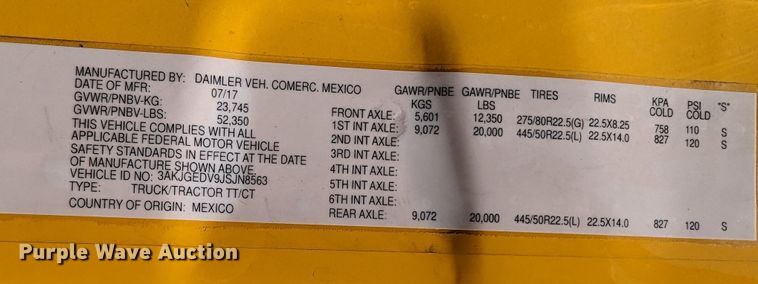 MANUFACTURED BY: DAIMLER VEH. COMERC. MEXICO
DATE OF MFR: 07/17
GVWR/PNBV-KG: 23,745
GVWR/PNBV-LBS: 52,350
THIS VEHICLE COMPLIES WITH ALL
APPLICABLE FEDERAL MOTOR VEHICLE
SAFETY STANDARDS IN EFFECT AT THE DATE
OF MANUFACTURE SHOWN ABOVE.
VEHICLE ID NO: 3AKJGEDV9JSJN8563
TYPE: TRUCK/TRACTOR TT/CT
COUNTRY OF ORIGIN: MEXICO
GAWR/PNBE GAWR/PNBE TIRES RIMS KPA PSI "S"
KGS LBS COLD COLD
FRONT AXLE: 5,601 12,350 275/80R22.5(G) 22.5X8.25 758 110 S
1ST INT AXLE: 9,072 20,000 445/50R22.5(L) 22.5X14.0 827 120 S
2ND INT AXLE:
3RD INT AXLE:
4TH INT AXLE:
5TH INT AXLE:
6TH INT AXLE:
REAR AXLE: 9,072 20,000 445/50R22.5(L) 22.5X14.0 827 120 S
Purple Wave Auction